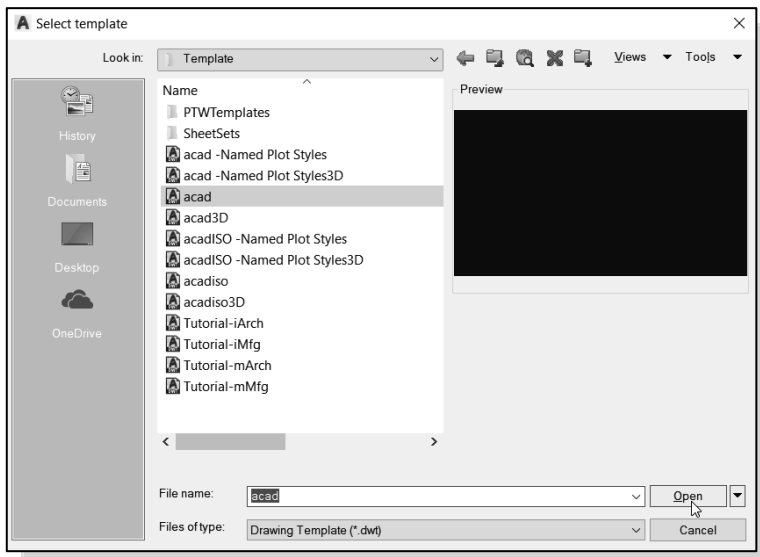 Select template
Look in: Template Views Tools
Name
PTWTemplates
SheetSets
acad -Named Plot Styles
acad -Named Plot Styles3D
acad
acad3D
acadISO -Named Plot Styles
acadISO -Named Plot Styles3D
acadiso
acadiso3D
Tutorial-iArch
Tutorial-iMfg
Tutorial-mArch
Tutorial-mMfg
Preview
History
Documents
Desktop
OneDrive
File name: acad Open
Files of type: Drawing Template (*.dwt) Cancel